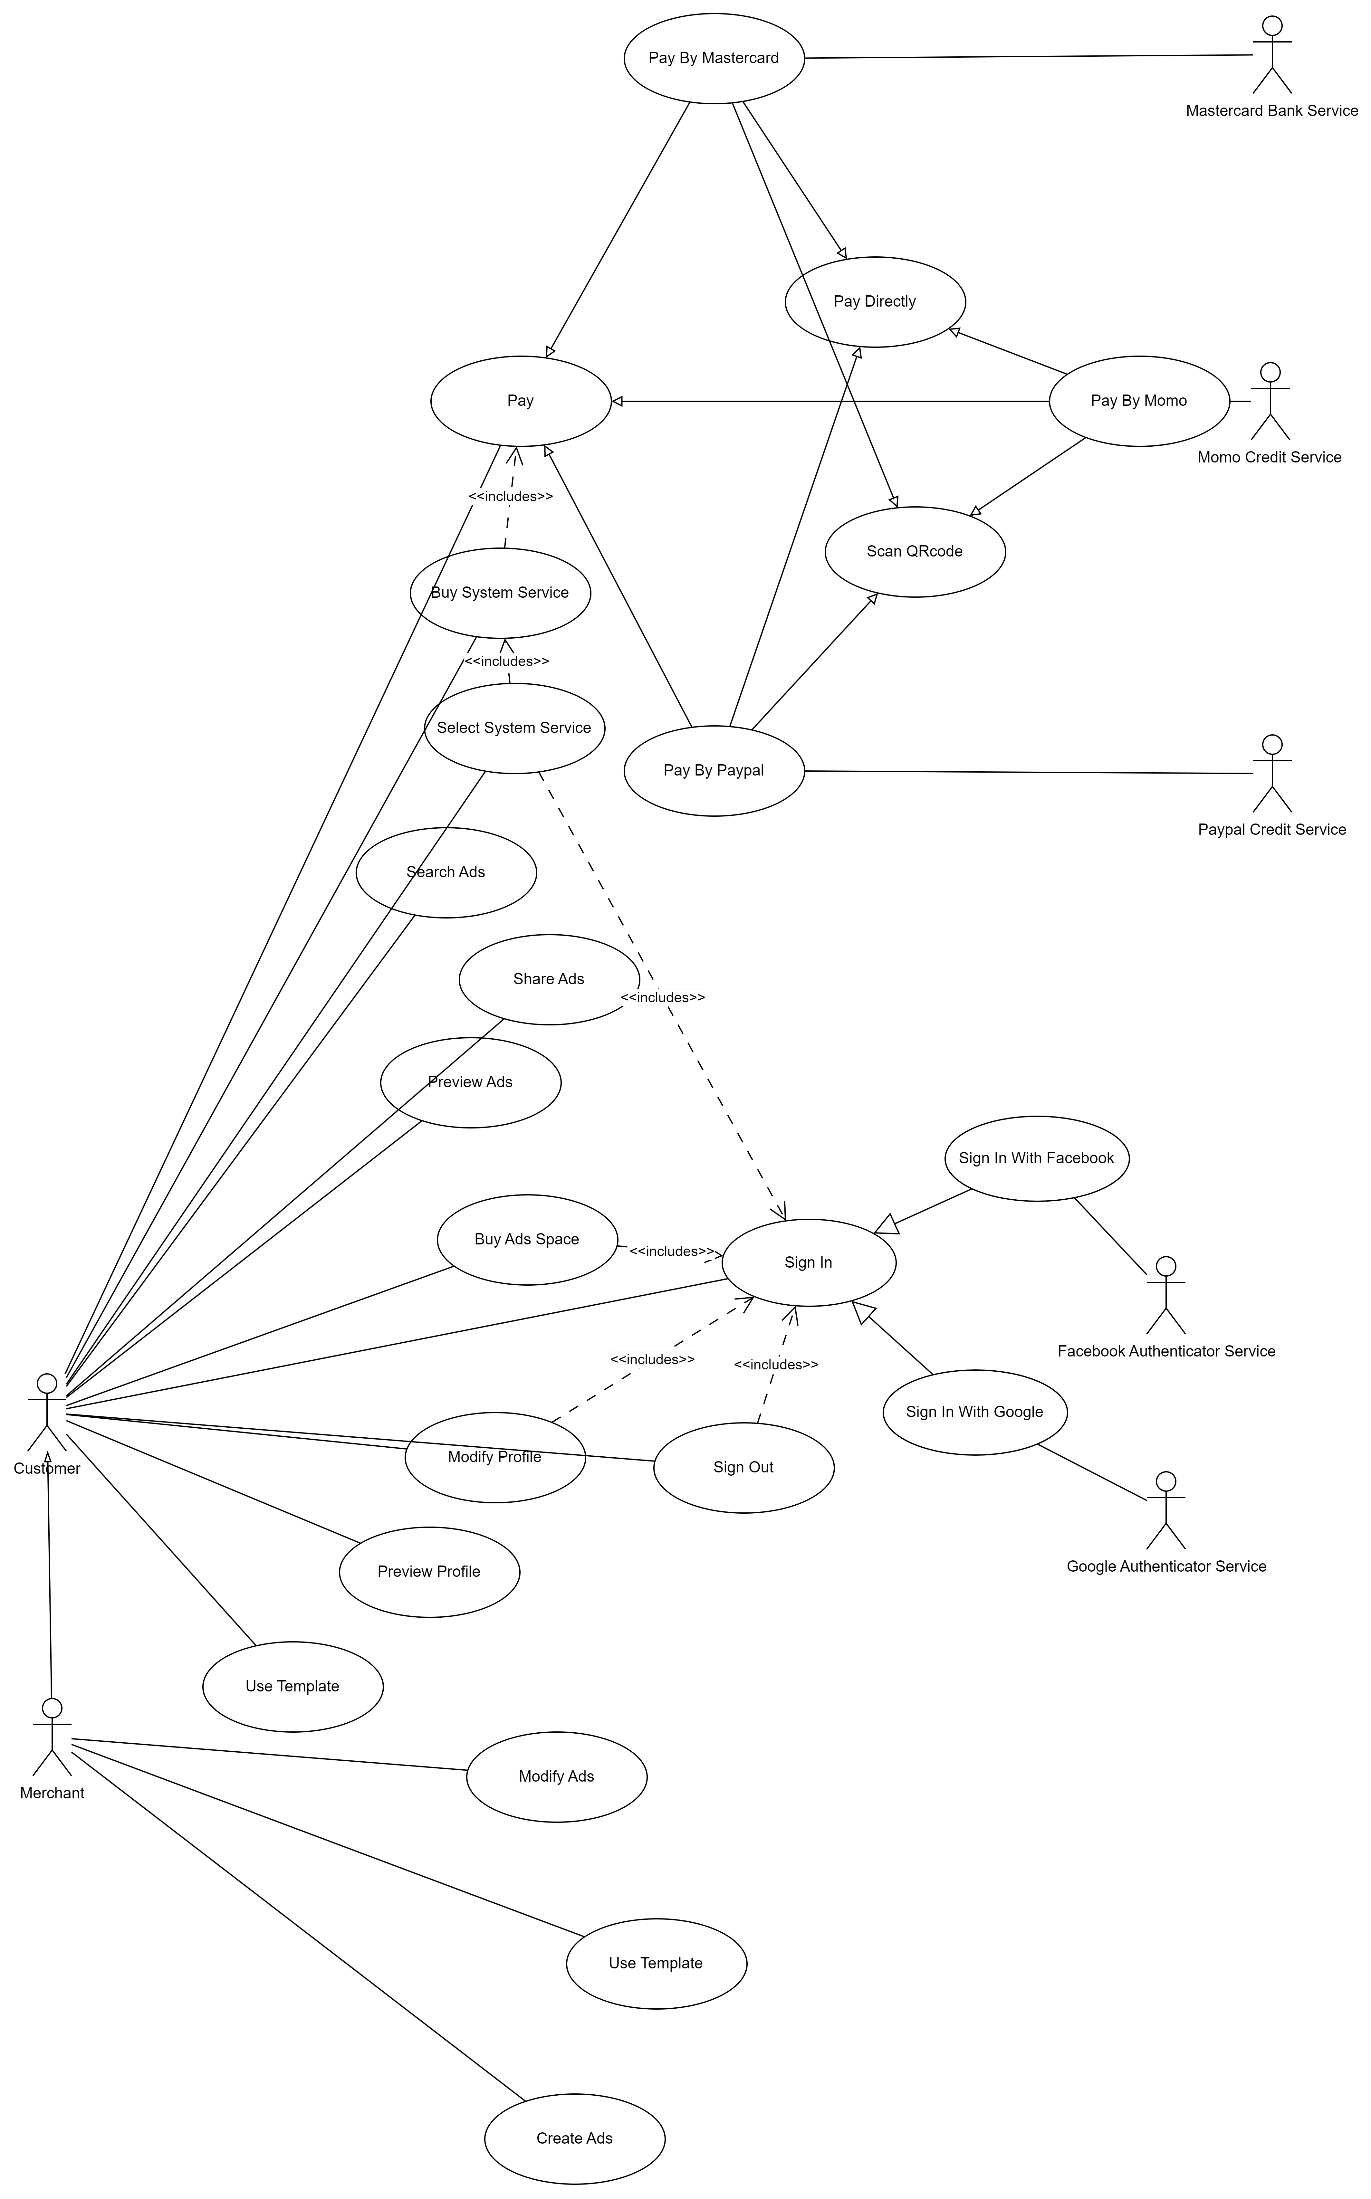 Pay By Mastercard
Mastercard Bank Service
Pay Directly
Pay
Pay By Momo
Momo Credit Service
<<includes>>
Scan QRcode
Buy System Service
<<includes>>
Select System Service
Pay By Paypal
Paypal Credit Service
Search Ads
Share Ads
<<includes>>
Preview Ads
Sign In With Facebook
Buy Ads Space
<<includes>>
Sign In
Facebook Authenticator Service
<<includes>>
<<includes>>
Sign In With Google
Customer
Modify Profile
Sign Out
Google Authenticator Service
Preview Profile
Use Template
Modify Ads
Merchant
Use Template
Create Ads